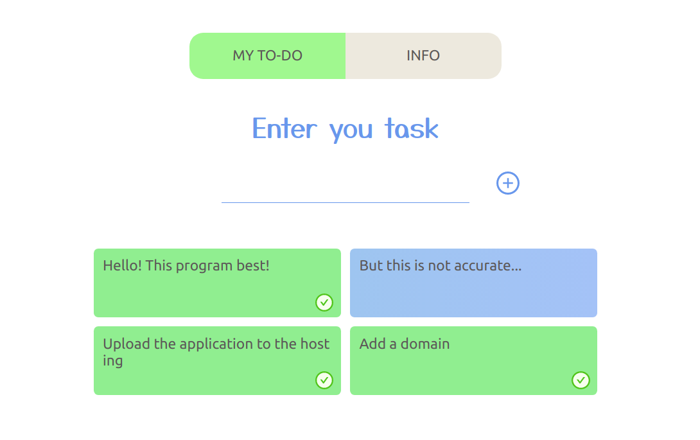 MY TO-DO
INFO
Enter you task
Hello! This program best!
But this is not accurate...
Upload the application to the host
ing
Add a domain